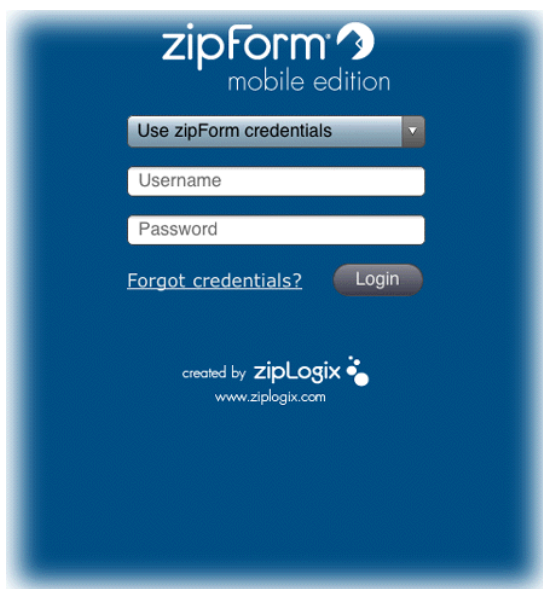 zipForm®
mobile edition
Use zipForm credentials
Username
Password
Forgot credentials? Login
created by zipLogix
www.ziplogix.com